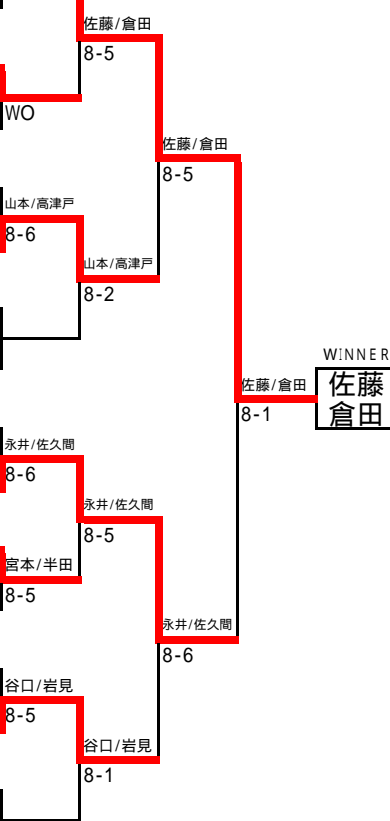 佐藤/倉田
8-5
WO
佐藤/倉田
8-5
山本/高津戸
8-6
山本/高津戸
8-2
WINNER
佐藤
倉田
佐藤/倉田
8-1
永井/佐久間
8-6
永井/佐久間
8-5
宮本/半田
8-5
永井/佐久間
8-6
谷口/岩見
8-5
谷口/岩見
8-1